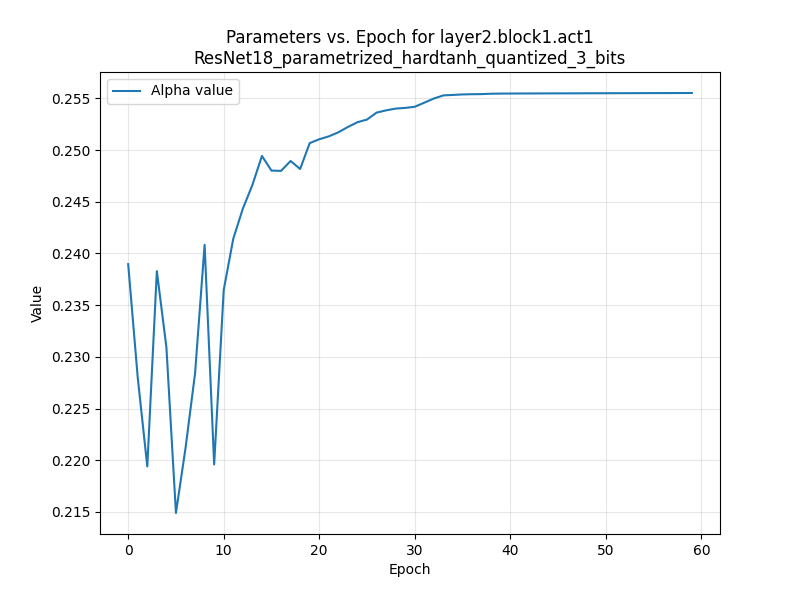 Parameters vs. Epoch for layer2.block1.act1
ResNet18_parametrized_hardtanh_quantized_3_bits
Alpha value
0.255
0.250
0.245
0.240
0.235
0.230
0.225
0.220
0.215
Value
0 10 20 30 40 50 60
Epoch